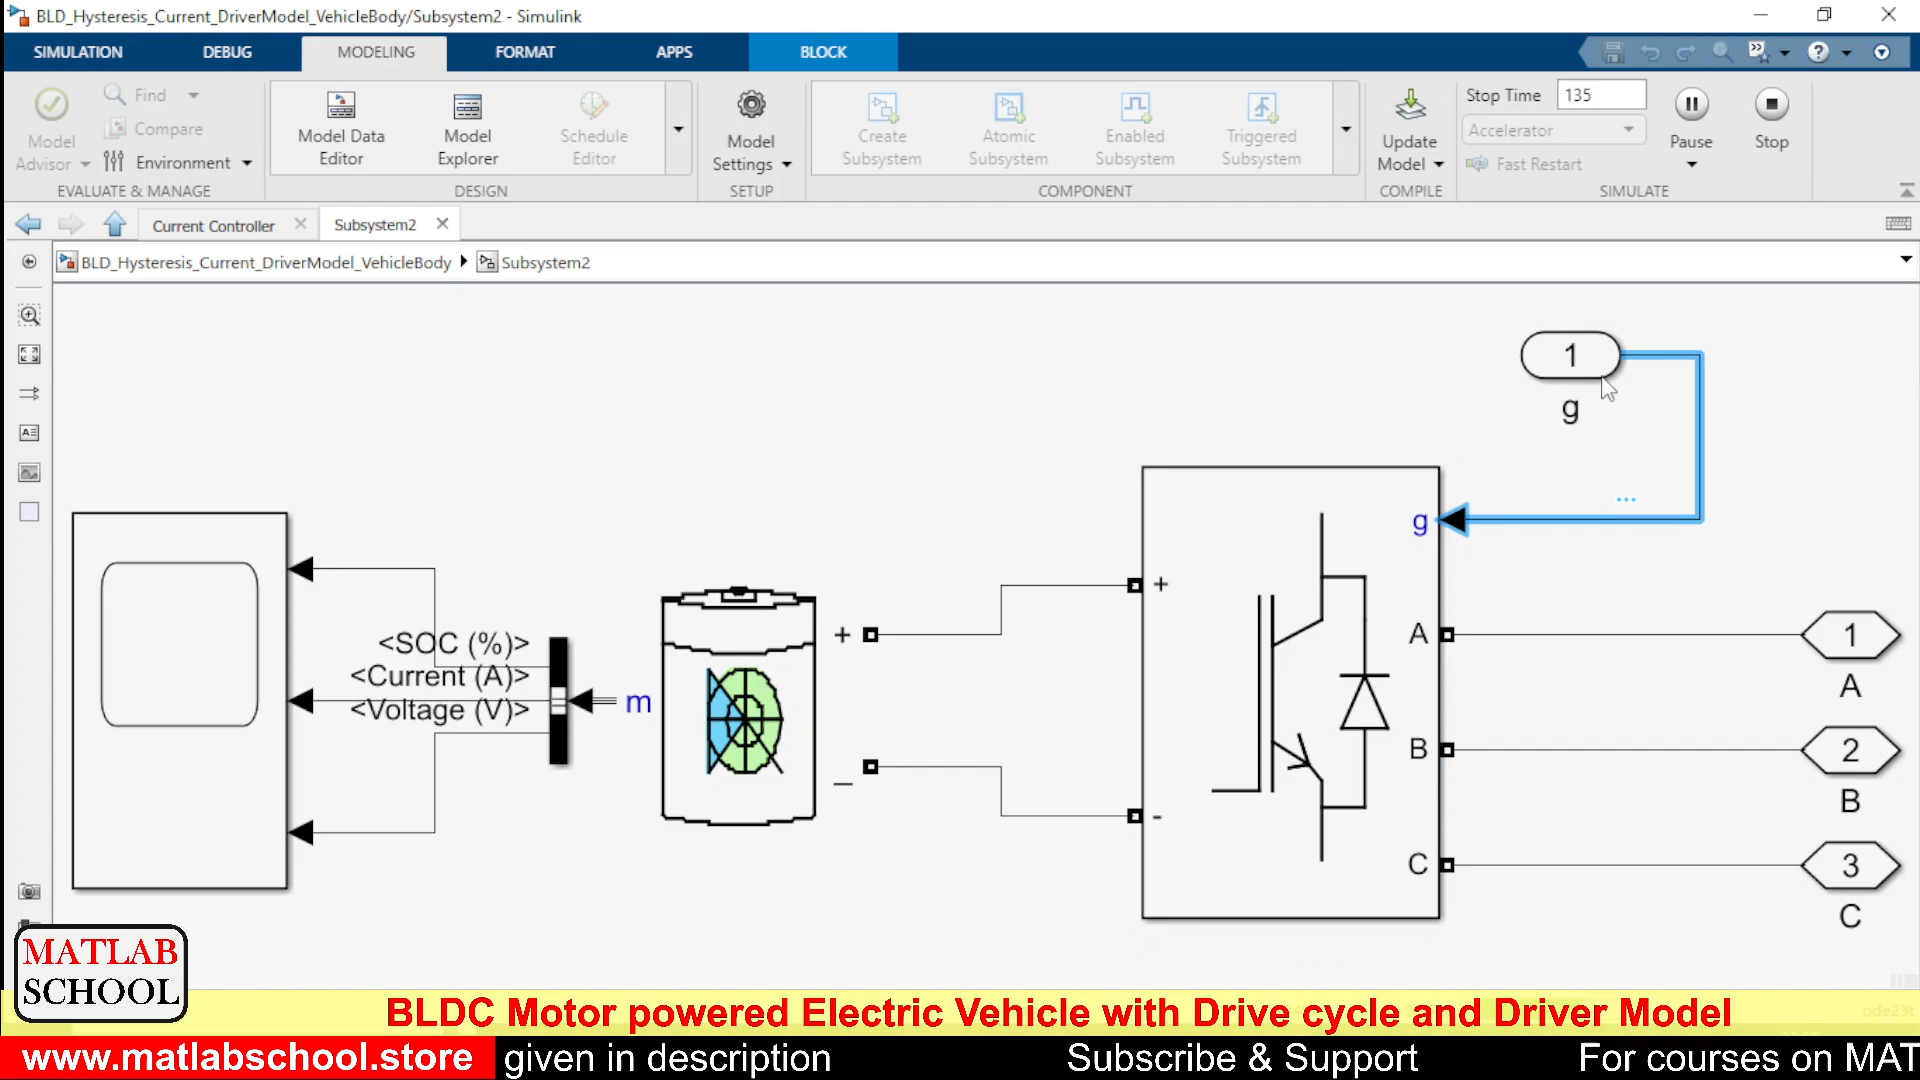 BLD_Hysteresis_Current_DriverModel_VehicleBody/Subsystem2 - Simulink
SIMULATION DEBUG MODELING FORMAT APPS BLOCK
Model Advisor
Find
Compare
Environment
EVALUATE & MANAGE
Model Data Editor
Model Explorer
Schedule Editor
DESIGN
Model Settings
SETUP
Create Subsystem
Atomic Subsystem
Enabled Subsystem
Triggered Subsystem
COMPONENT
Update Model
COMPILE
Stop Time 135
Accelerator
Fast Restart
Pause
Stop
SIMULATE
Current Controller
Subsystem2
BLD_Hysteresis_Current_DriverModel_VehicleBody Subsystem2
1
g
g
+
+
A
1
A
<SOC (%)>
<Current (A)>
<Voltage (V)>
m
B
2
B
_
-
C
3
C
MATLAB
SCHOOL
BLDC Motor powered Electric Vehicle with Drive cycle and Driver Model
ode23t
www.matlabschool.store given in description Subscribe & Support For courses on MAT